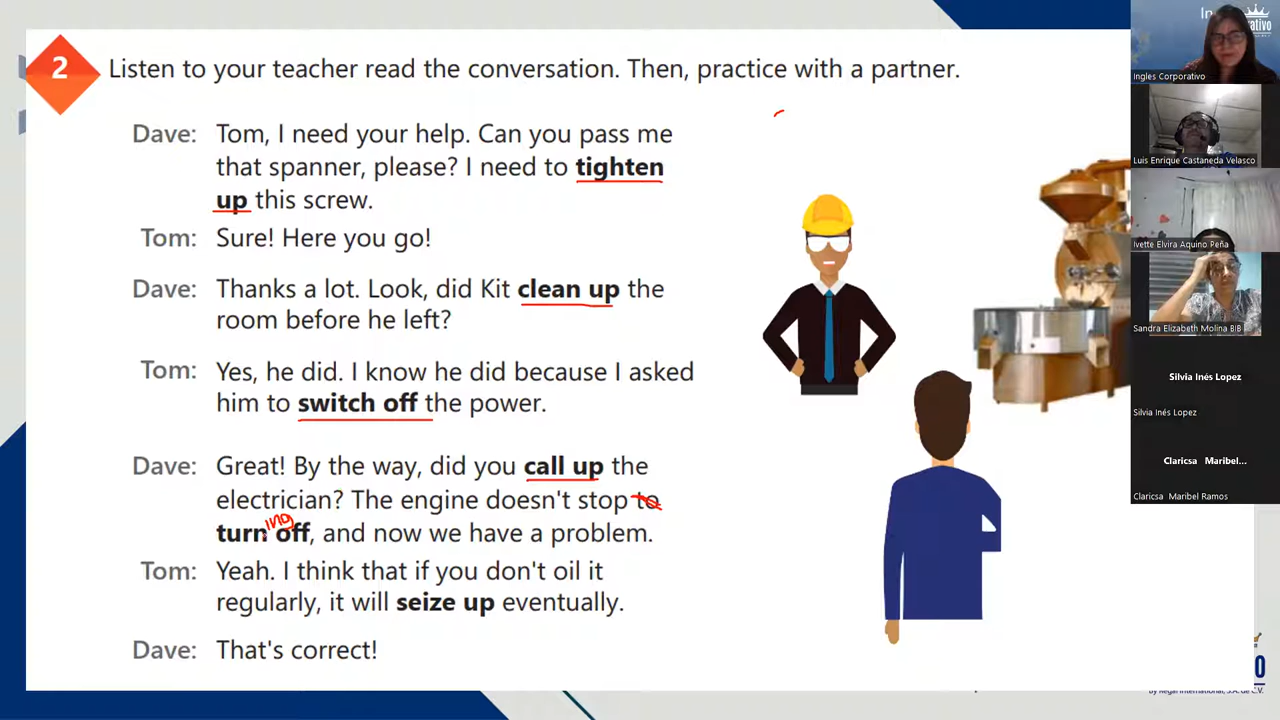 2 Listen to your teacher read the conversation. Then, practice with a partner.
Dave: Tom, I need your help. Can you pass me
that spanner, please? I need to tighten
up this screw.
Tom: Sure! Here you go!
Dave: Thanks a lot. Look, did Kit clean up the
room before he left?
Tom: Yes, he did. I know he did because I asked
him to switch off the power.
Dave: Great! By the way, did you call up the
electrician? The engine doesn't stop to
ing
turn off, and now we have a problem.
Tom: Yeah. I think that if you don't oil it
regularly, it will seize up eventually.
Dave: That's correct!
Ingles Corporativo
Luis Enrique Castaneda Velasco
Ivette Elvira Aquino Peña
Sandra Elizabeth Molina BIB
Silvia Inés Lopez
Silvia Inés Lopez
Claricsa Maribel...
Claricsa Maribel Ramos
by Regal International, S.A. de C.V.